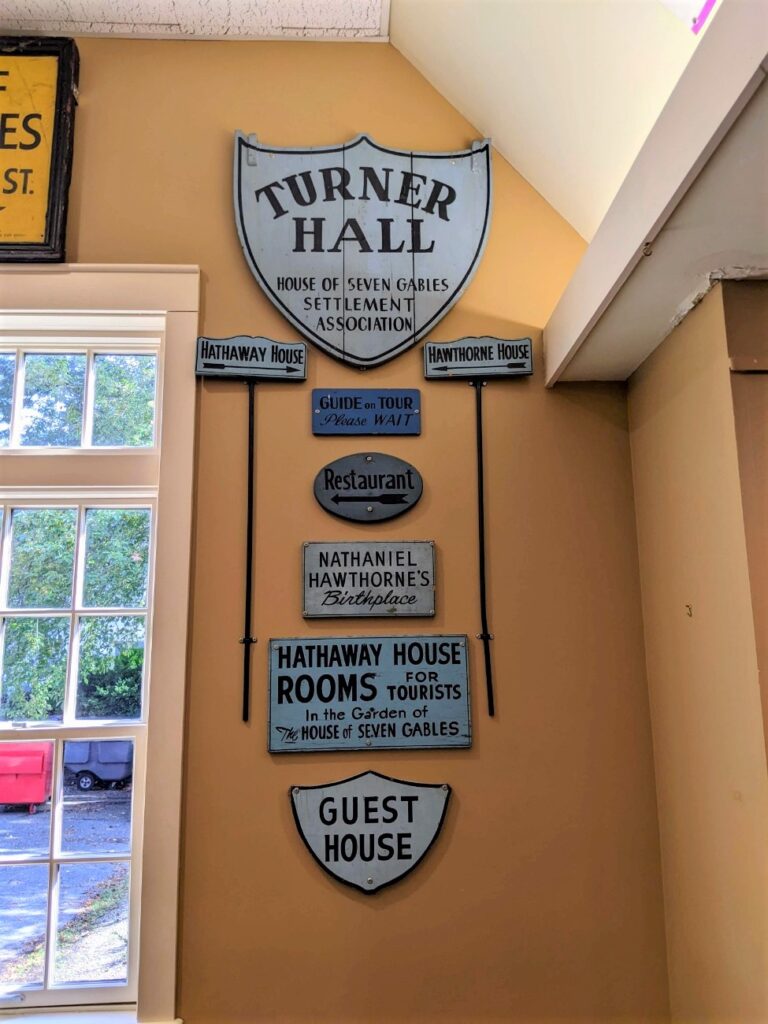 ES
ST.
TURNER
HALL
HOUSE OF SEVEN GABLES
SETTLEMENT
ASSOCIATION
HATHAWAY HOUSE
HAWTHORNE HOUSE
GUIDE on TOUR
Please WAIT
Restaurant
NATHANIEL
HAWTHORNE'S
Birthplace
HATHAWAY HOUSE
ROOMS FOR TOURISTS
In the Garden of
The HOUSE of SEVEN GABLES
GUEST
HOUSE